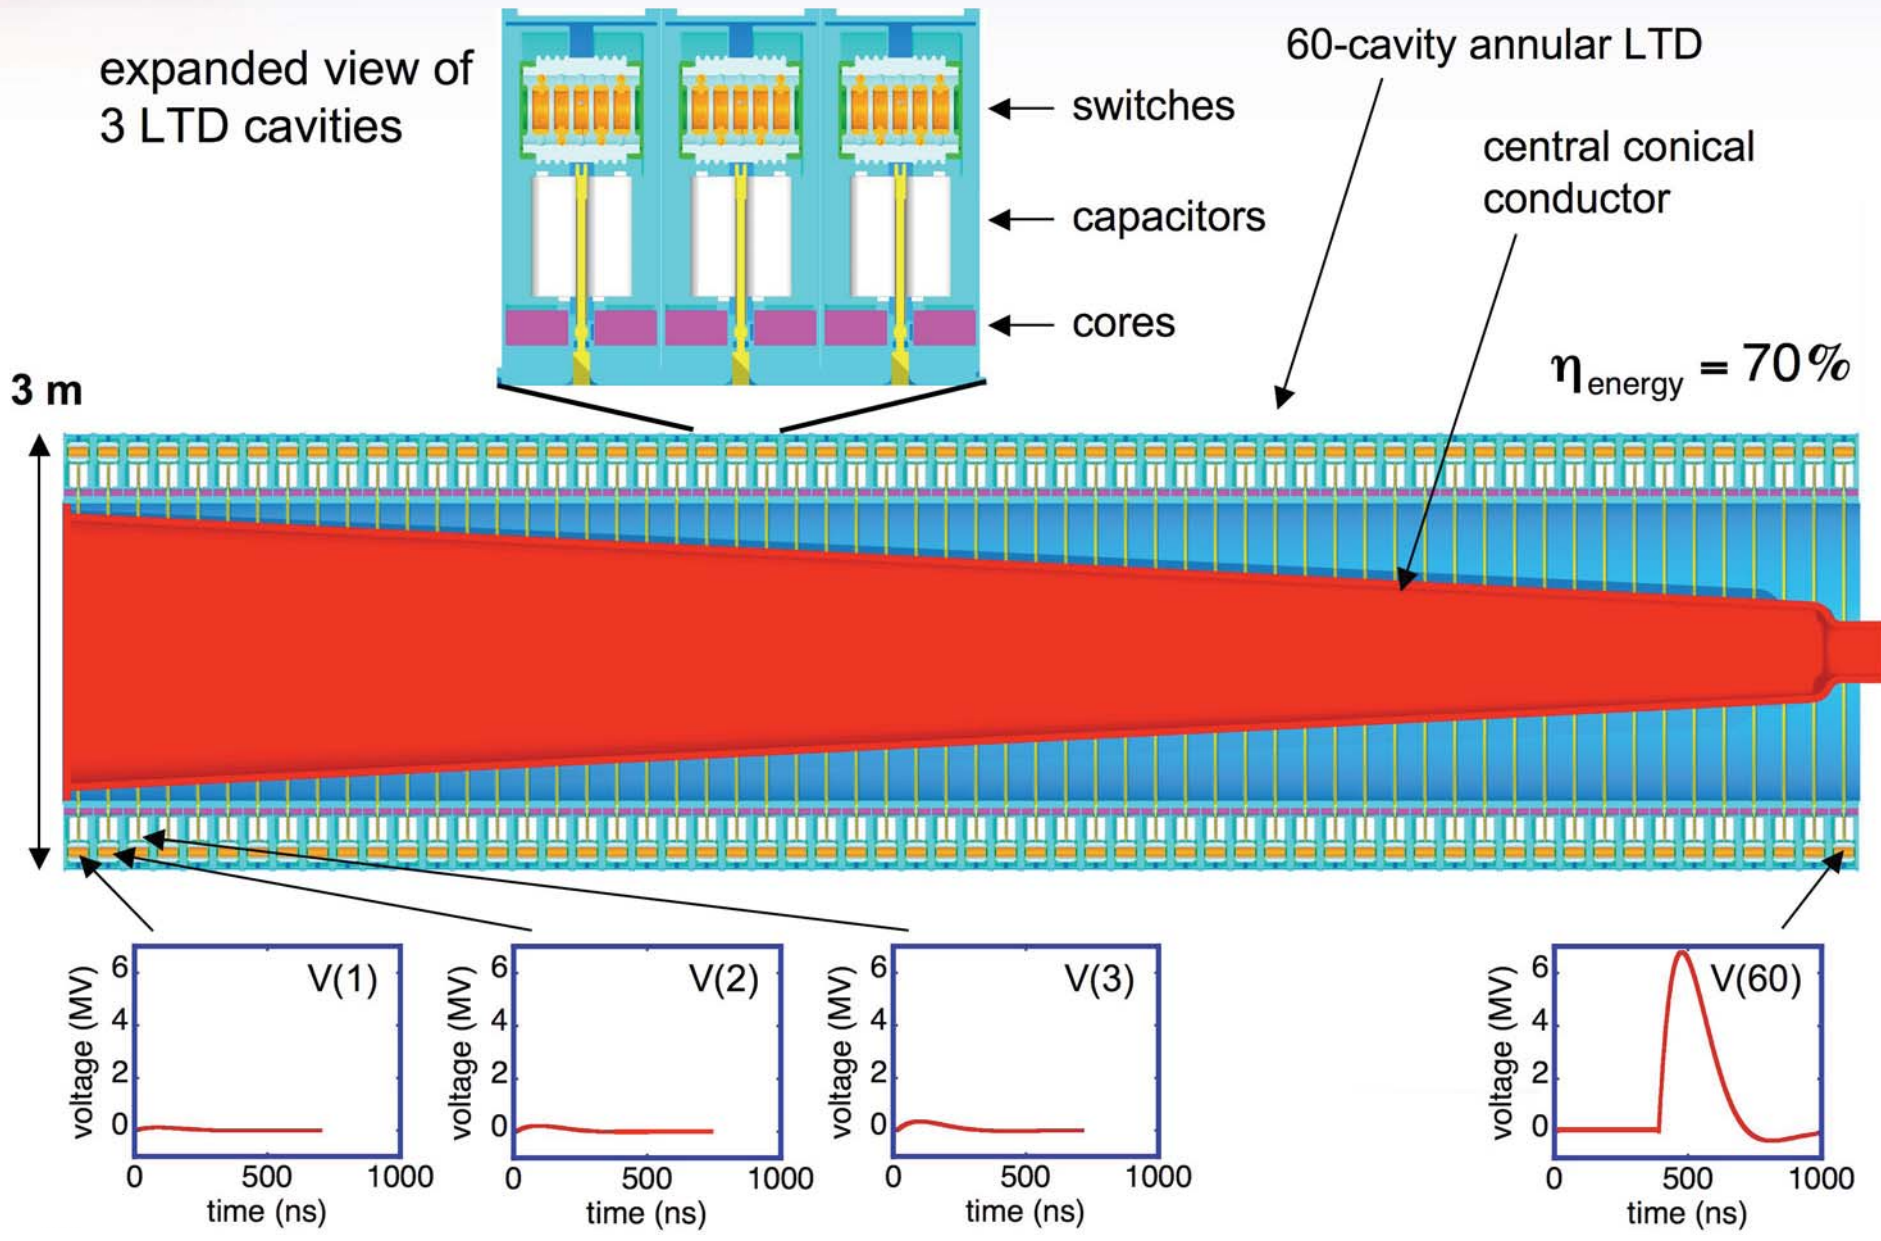 expanded view of
3 LTD cavities
switches
capacitors
cores
60-cavity annular LTD
central conical
conductor
ηenergy = 70%
3 m
voltage (MV)
6
4
2
0
V(1)
0 500 1000
time (ns)
voltage (MV)
6
4
2
0
V(2)
0 500 1000
time (ns)
voltage (MV)
6
4
2
0
V(3)
0 500 1000
time (ns)
voltage (MV)
6
4
2
0
V(60)
0 500 1000
time (ns)